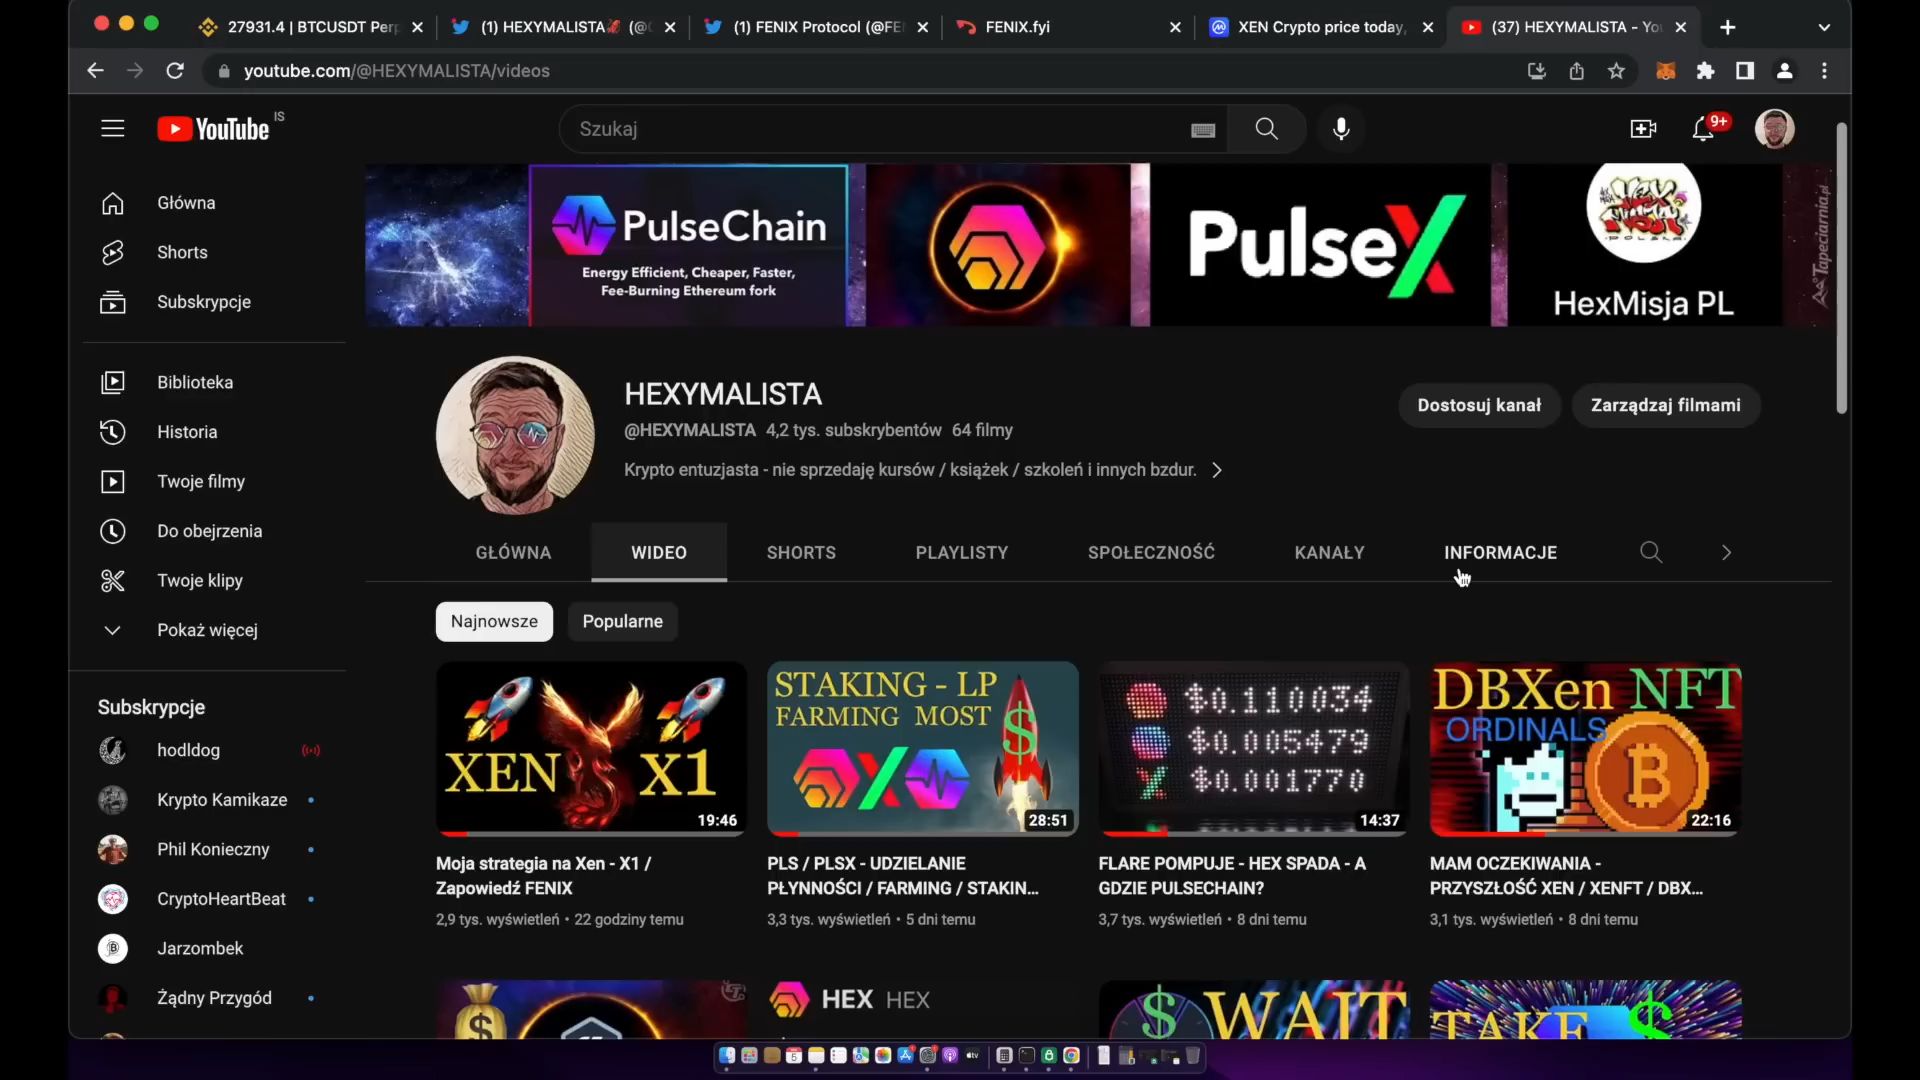 27931.4 | BTCUSDT Perp
(1) HEXYMALISTA
(1) FENIX Protocol (@FE
FENIX.fyi
XEN Crypto price today,
(37) HEXYMALISTA - Yo
youtube.com/@HEXYMALISTA/videos
YouTube IS
Szukaj
9+
Główna
Shorts
Subskrypcje
Biblioteka
Historia
Twoje filmy
Do obejrzenia
Twoje klipy
Pokaż więcej
Subskrypcje
hodldog
Krypto Kamikaze
Phil Konieczny
CryptoHeartBeat
Jarzombek
Żądny Przygód
PulseChain
Energy Efficient, Cheaper, Faster,
Fee-Burning Ethereum fork
PulseX
HexMisja PL
Tapeciarnia.pl
HEXYMALISTA
@HEXYMALISTA 4,2 tys. subskrybentów 64 filmy
Krypto entuzjasta - nie sprzedaję kursów / książek / szkoleń i innych bzdur.
Dostosuj kanał
Zarządzaj filmami
GŁÓWNA
WIDEO
SHORTS
PLAYLISTY
SPOŁECZNOŚĆ
KANAŁY
INFORMACJE
Najnowsze
Popularne
XEN X1
19:46
Moja strategia na Xen - X1 /
Zapowiedź FENIX
2,9 tys. wyświetleń • 22 godziny temu
STAKING - LP
FARMING MOST
28:51
PLS / PLSX - UDZIELANIE
PŁYNNOŚCI / FARMING / STAKIN...
3,3 tys. wyświetleń • 5 dni temu
$0.110034
$0.005479
$0.001770
14:37
FLARE POMPUJE - HEX SPADA - A
GDZIE PULSECHAIN?
3,7 tys. wyświetleń • 8 dni temu
DBXen NFT
ORDINALS
22:16
MAM OCZEKIWANIA -
PRZYSZŁOŚĆ XEN / XENFT / DBX...
3,1 tys. wyświetleń • 8 dni temu
HEX HEX
WAIT
TAKE